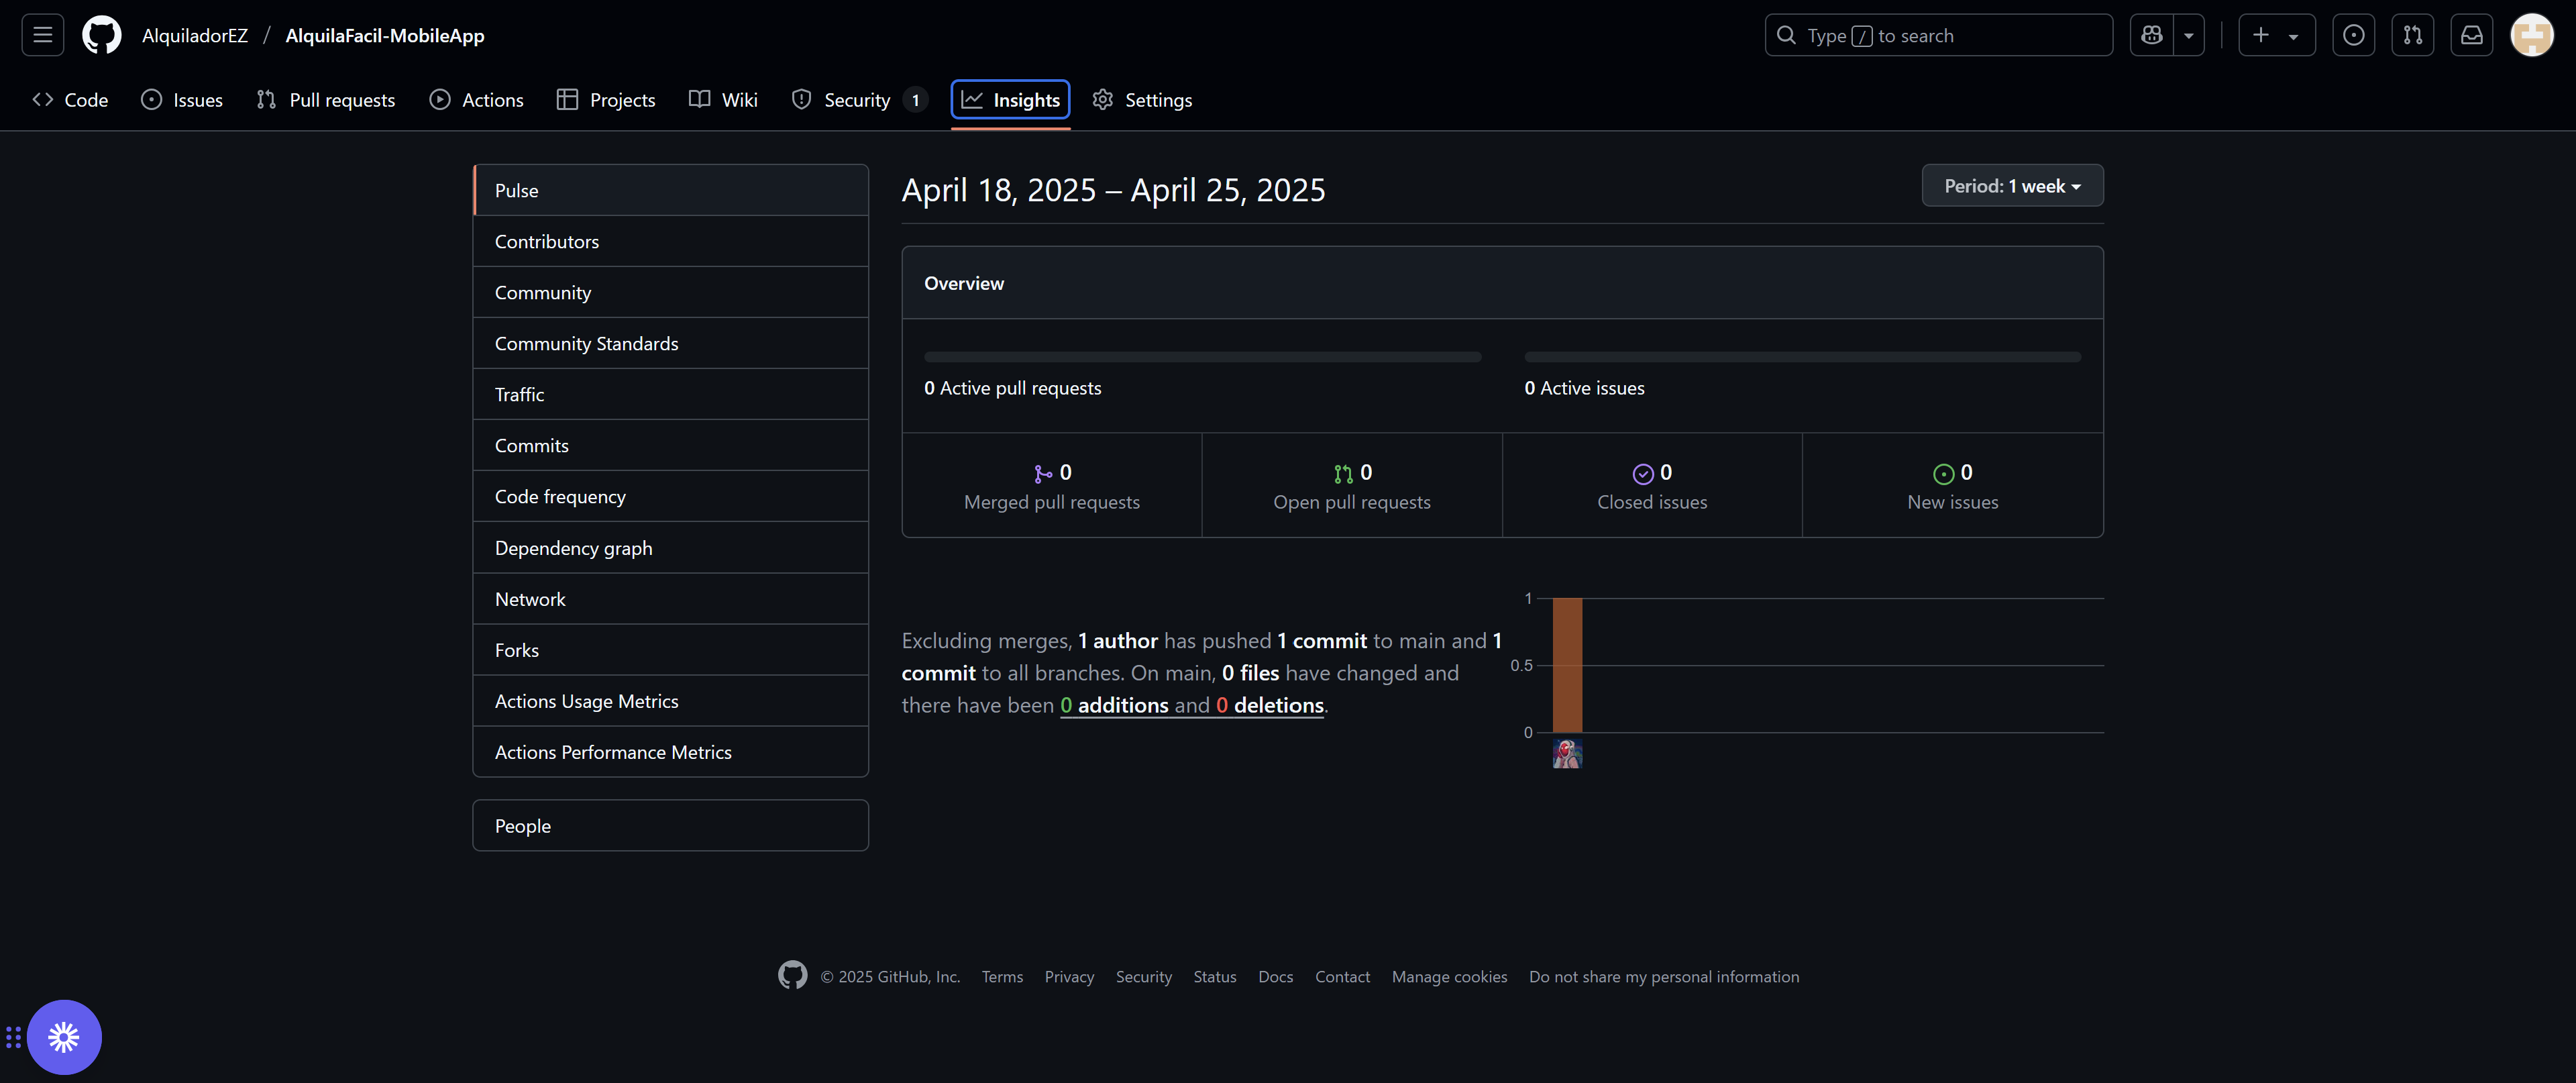 AlquiladorEZ / AlquilaFacil-MobileApp
Type / to search
Code
Issues
Pull requests
Actions
Projects
Wiki
Security 1
Insights
Settings
Pulse
Contributors
Community
Community Standards
Traffic
Commits
Code frequency
Dependency graph
Network
Forks
Actions Usage Metrics
Actions Performance Metrics
People
April 18, 2025 – April 25, 2025
Period: 1 week
Overview
0 Active pull requests
0 Active issues
0
Merged pull requests
0
Open pull requests
0
Closed issues
0
New issues
Excluding merges, 1 author has pushed 1 commit to main and 1
commit to all branches. On main, 0 files have changed and
there have been 0 additions and 0 deletions.
1
0.5
0
© 2025 GitHub, Inc.
Terms
Privacy
Security
Status
Docs
Contact
Manage cookies
Do not share my personal information